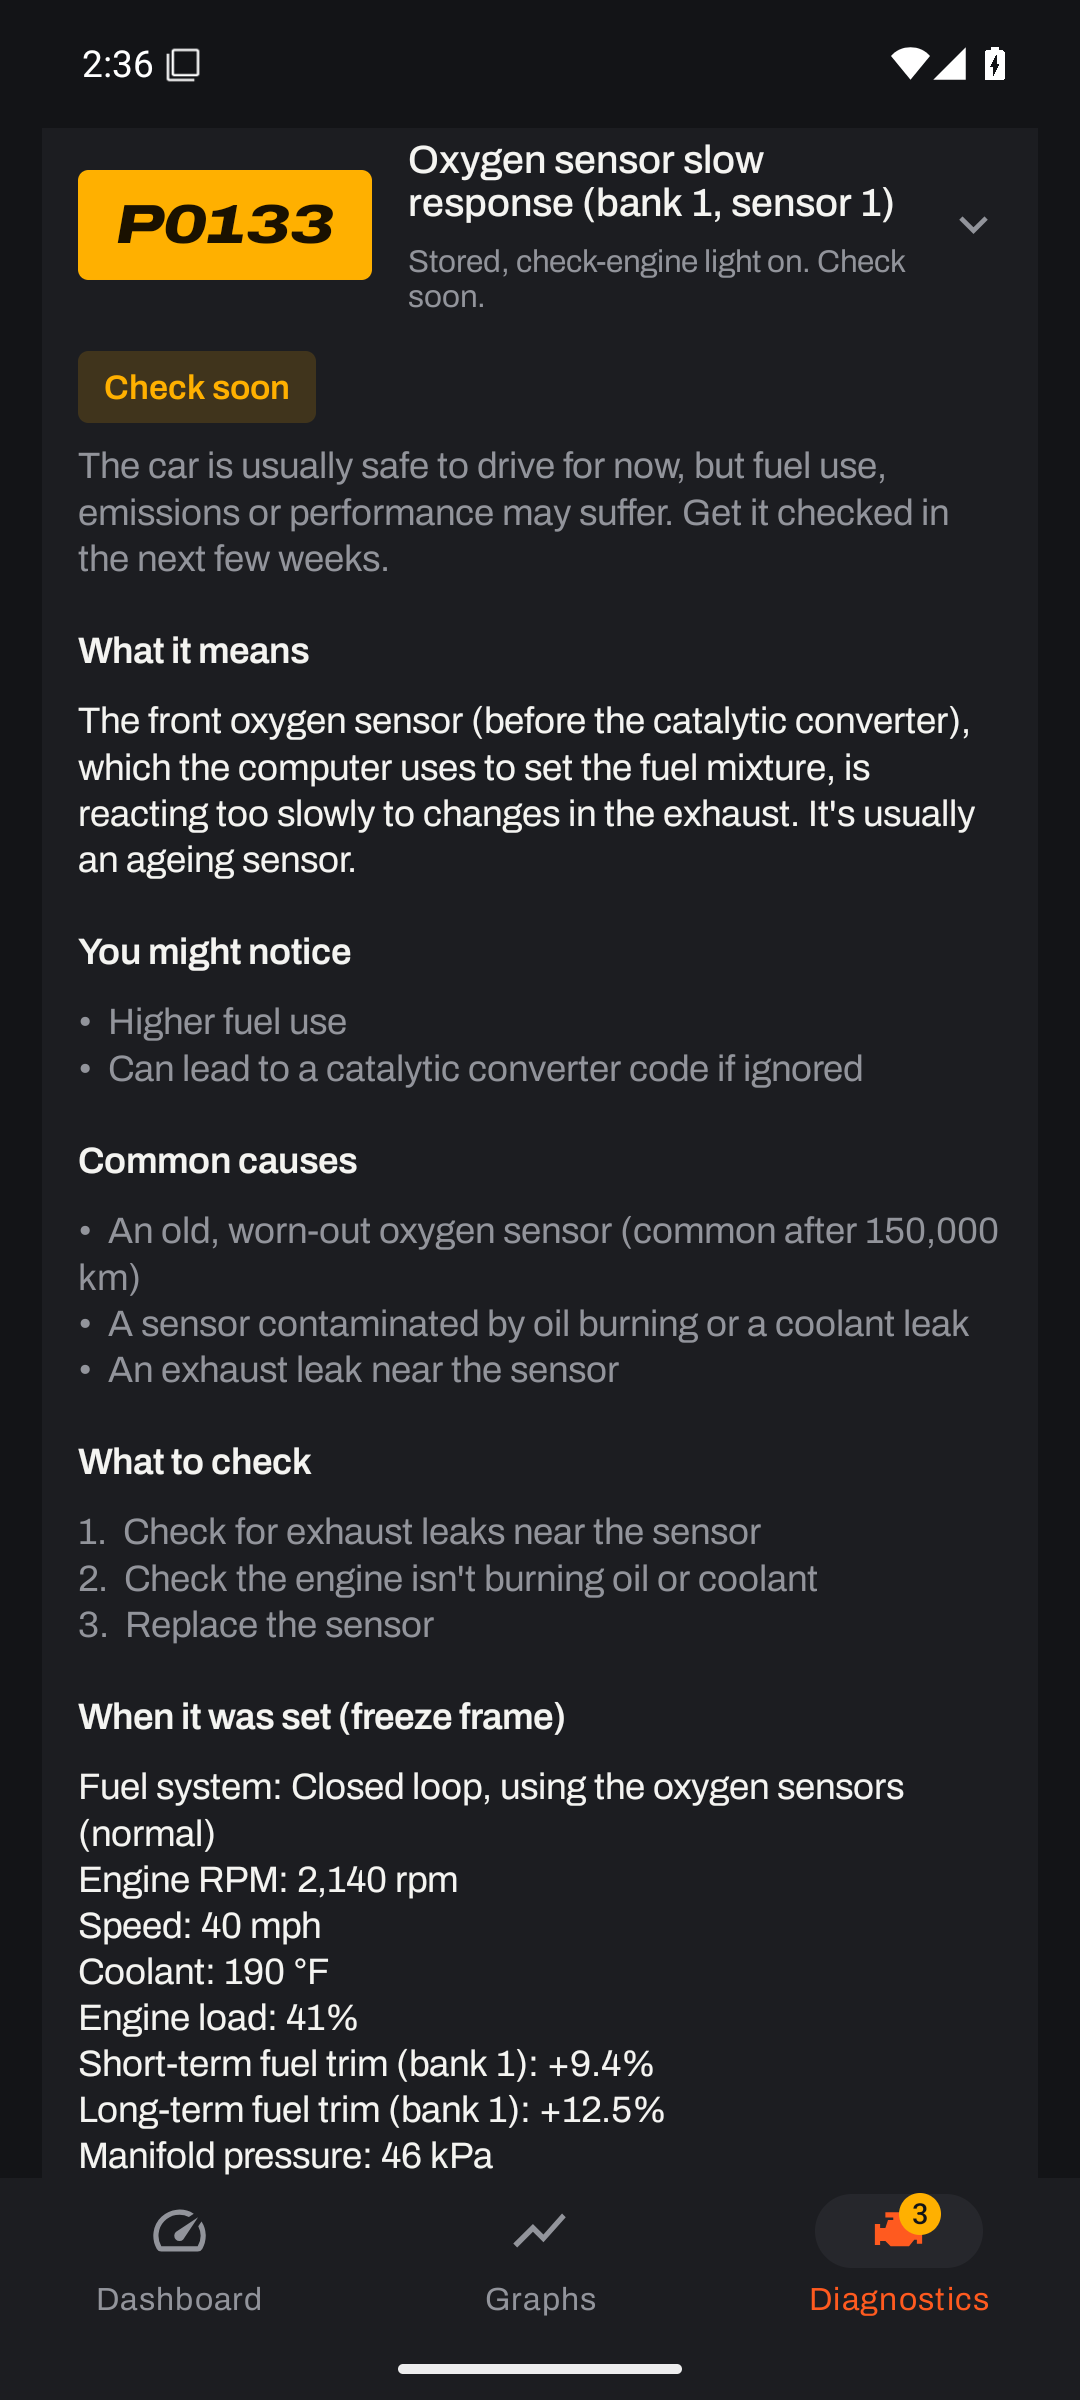 2:36
P0133
Oxygen sensor slow
response (bank 1, sensor 1)
Stored, check-engine light on. Check
soon.
Check soon
The car is usually safe to drive for now, but fuel use,
emissions or performance may suffer. Get it checked in
the next few weeks.
What it means
The front oxygen sensor (before the catalytic converter),
which the computer uses to set the fuel mixture, is
reacting too slowly to changes in the exhaust. It's usually
an ageing sensor.
You might notice
• Higher fuel use
• Can lead to a catalytic converter code if ignored
Common causes
• An old, worn-out oxygen sensor (common after 150,000
km)
• A sensor contaminated by oil burning or a coolant leak
• An exhaust leak near the sensor
What to check
1. Check for exhaust leaks near the sensor
2. Check the engine isn't burning oil or coolant
3. Replace the sensor
When it was set (freeze frame)
Fuel system: Closed loop, using the oxygen sensors
(normal)
Engine RPM: 2,140 rpm
Speed: 40 mph
Coolant: 190 °F
Engine load: 41%
Short-term fuel trim (bank 1): +9.4%
Long-term fuel trim (bank 1): +12.5%
Manifold pressure: 46 kPa
3
Dashboard
Graphs
Diagnostics